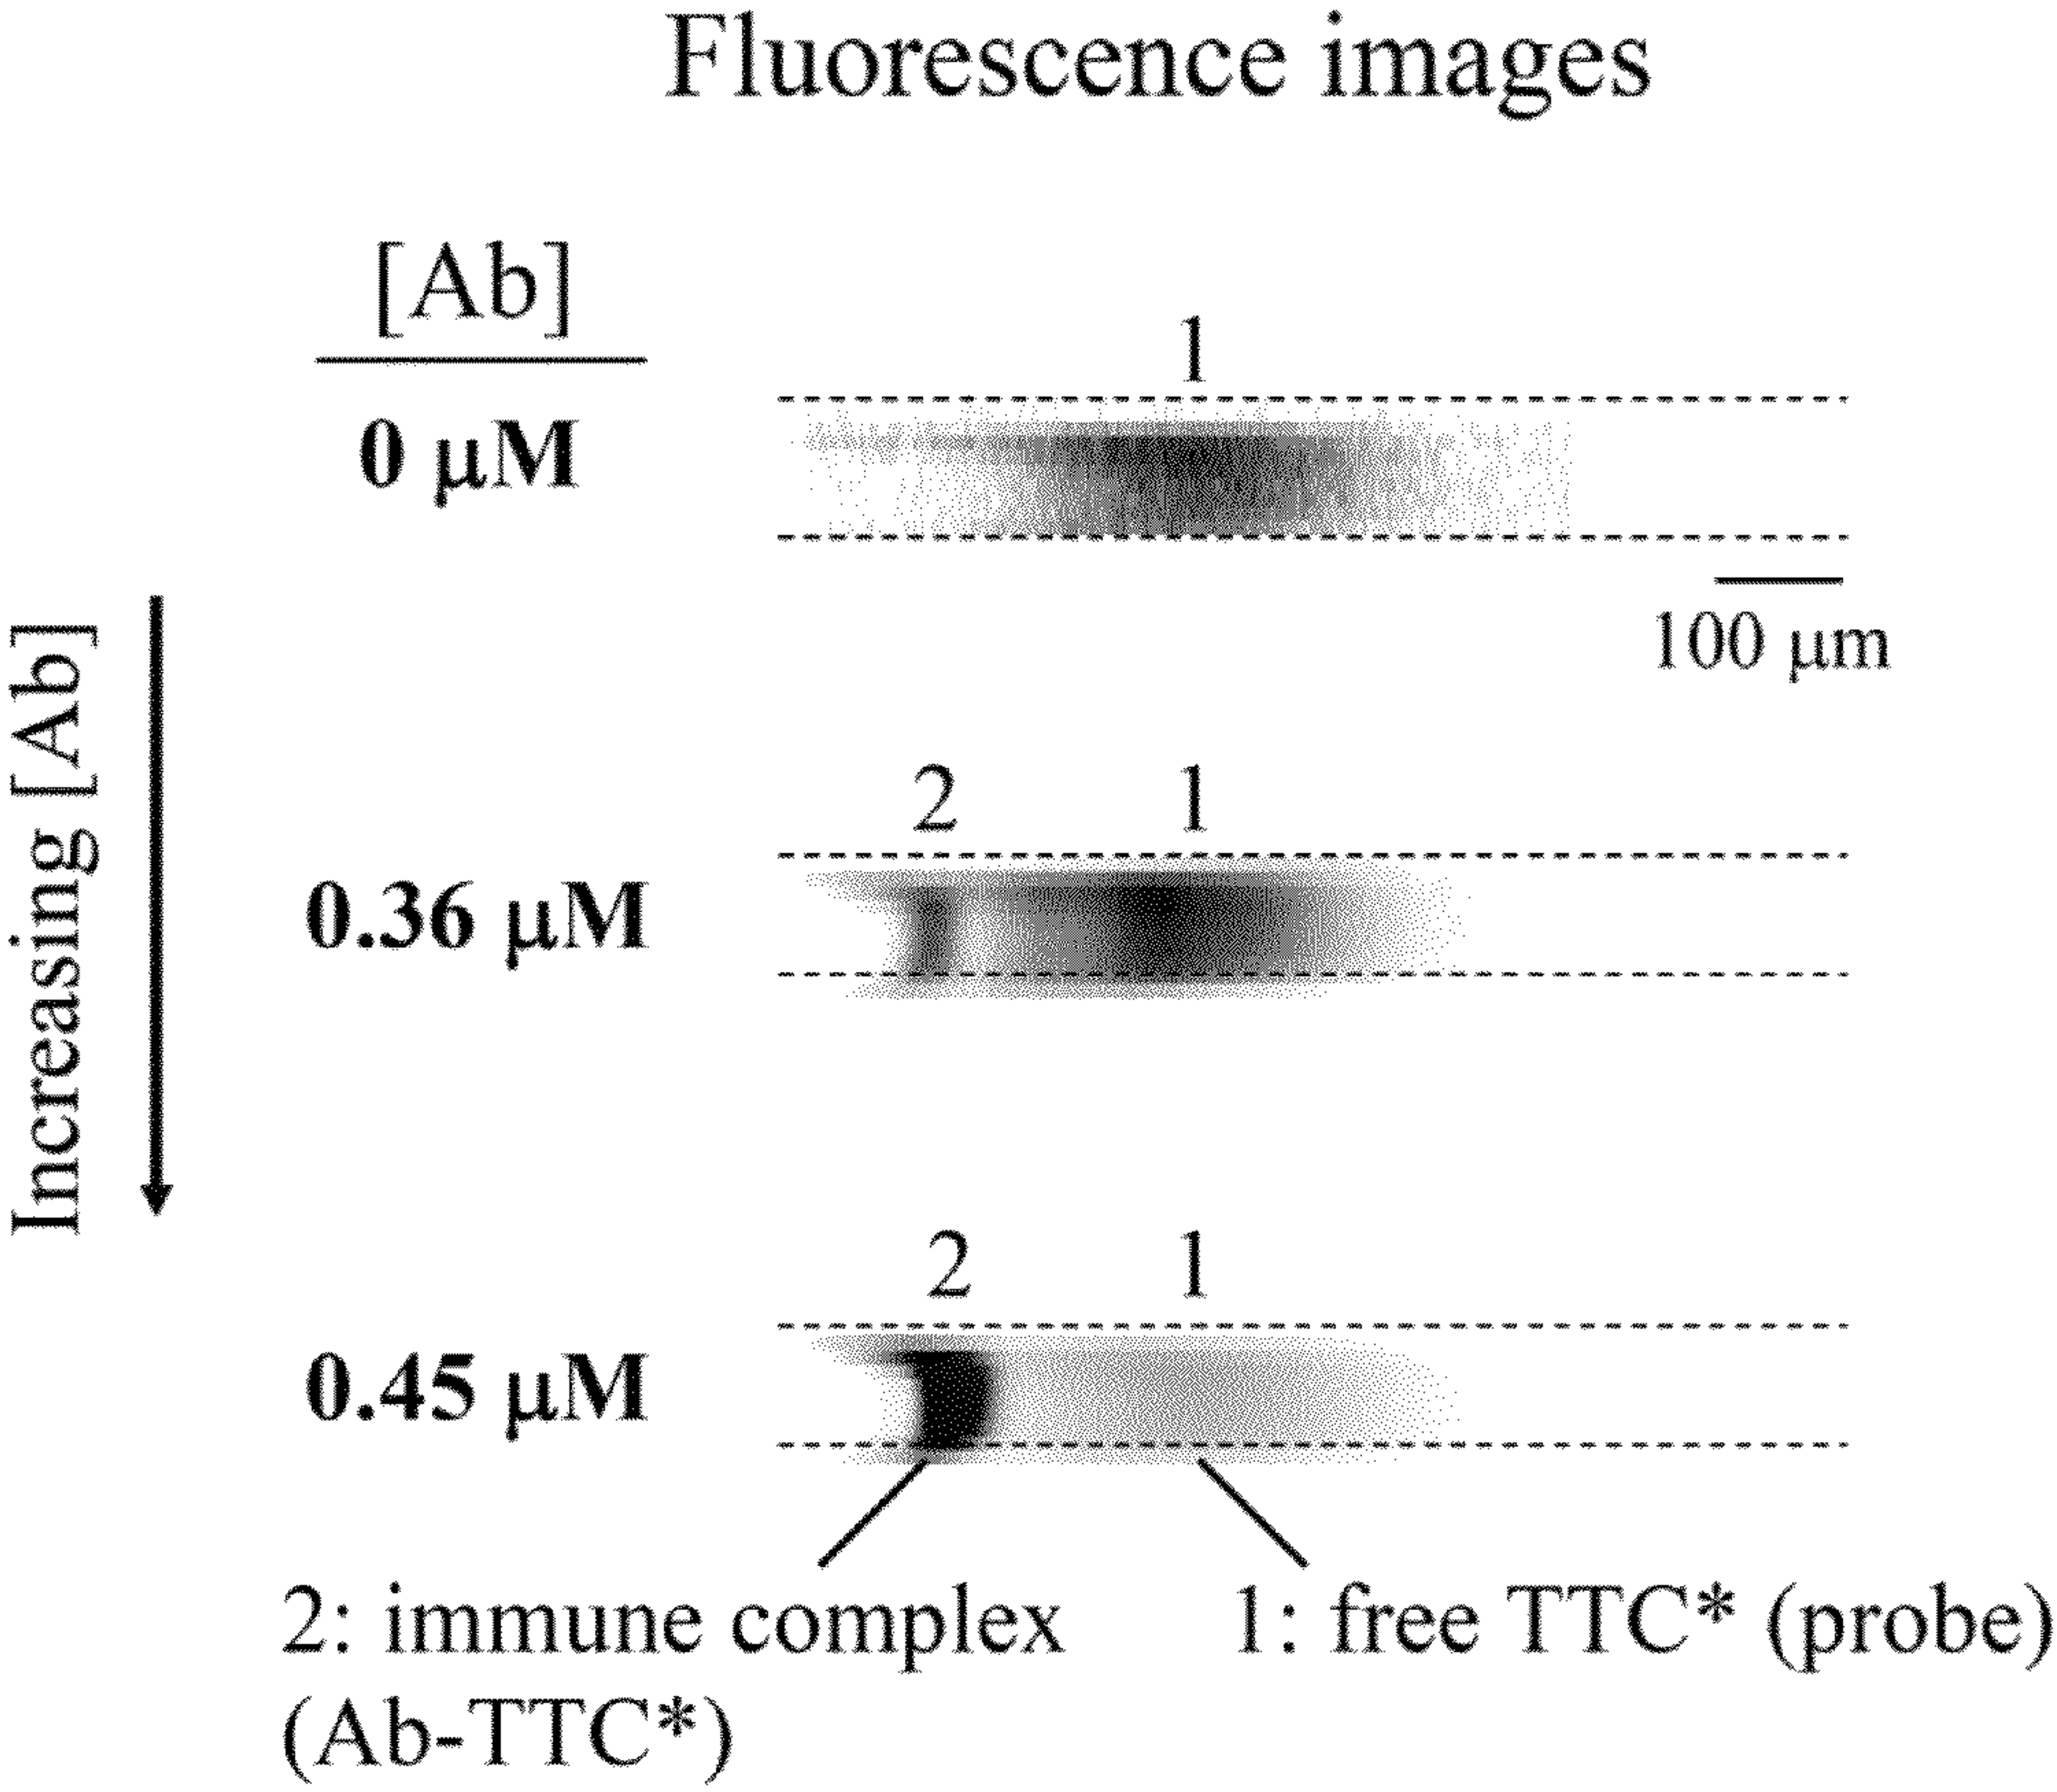 Fluorescence images
[Ab]
1
0 μM
100 μm
Increasing [Ab]
2 1
0.36 μM
2 1
0.45 μM
2: immune complex
(Ab-TTC*)
1: free TTC* (probe)